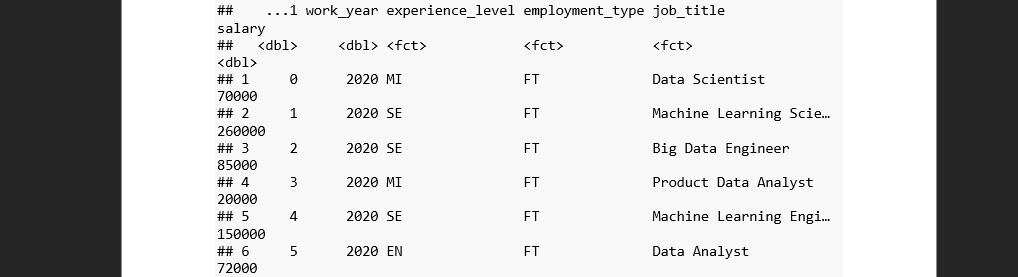 ##    ...1 work_year experience_level employment_type job_title
salary
##   <dbl>     <dbl> <fct>            <fct>           <fct>
<dbl>
## 1     0      2020 MI               FT              Data Scientist
70000
## 2     1      2020 SE               FT              Machine Learning Scie…
260000
## 3     2      2020 SE               FT              Big Data Engineer
85000
## 4     3      2020 MI               FT              Product Data Analyst
20000
## 5     4      2020 SE               FT              Machine Learning Engi…
150000
## 6     5      2020 EN               FT              Data Analyst
72000